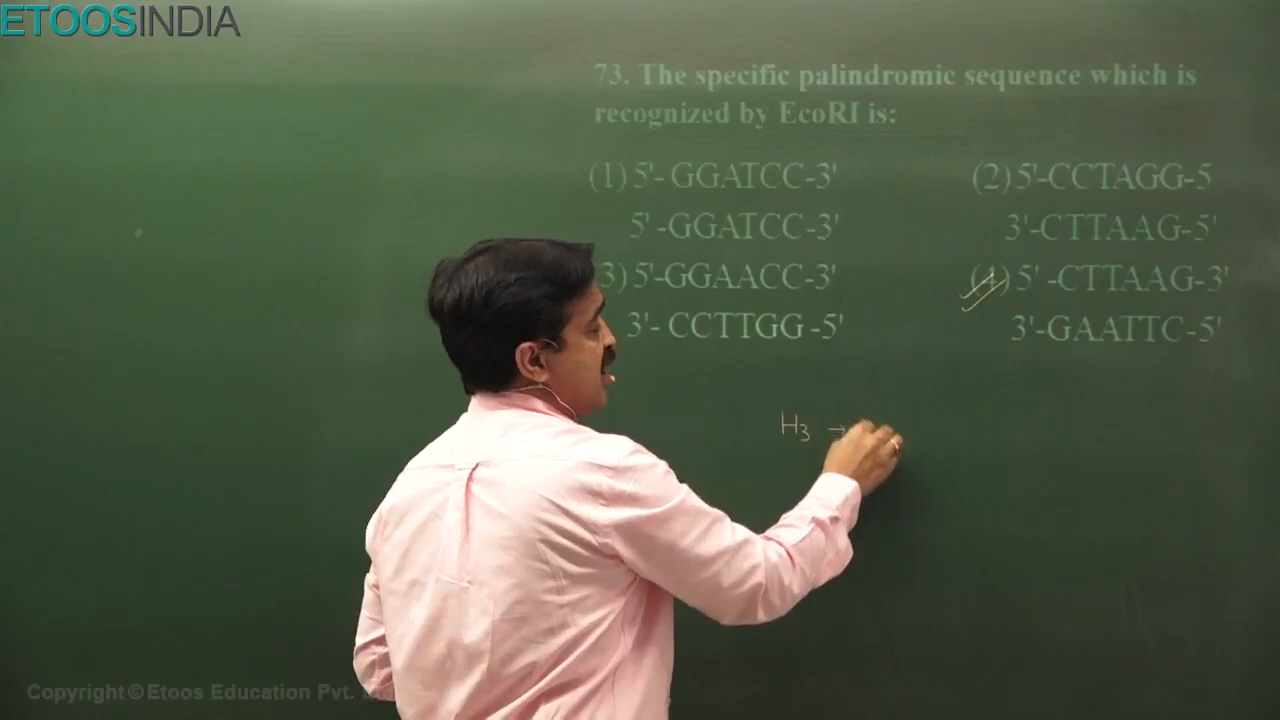 ETOOSINDIA
73. The specific palindromic sequence which is
recognized by EcoRI is:
(1) 5'- GGATCC-3'
5' -GGATCC-3'
(2) 5'-CCTAGG-5
3'-CTTAAG-5'
3) 5'-GGAACC-3'
3'- CCTTGG -5'
(4) 5' -CTTAAG-3'
3'-GAATTC-5'
H3 →
Copyright © Etoos Education Pvt.